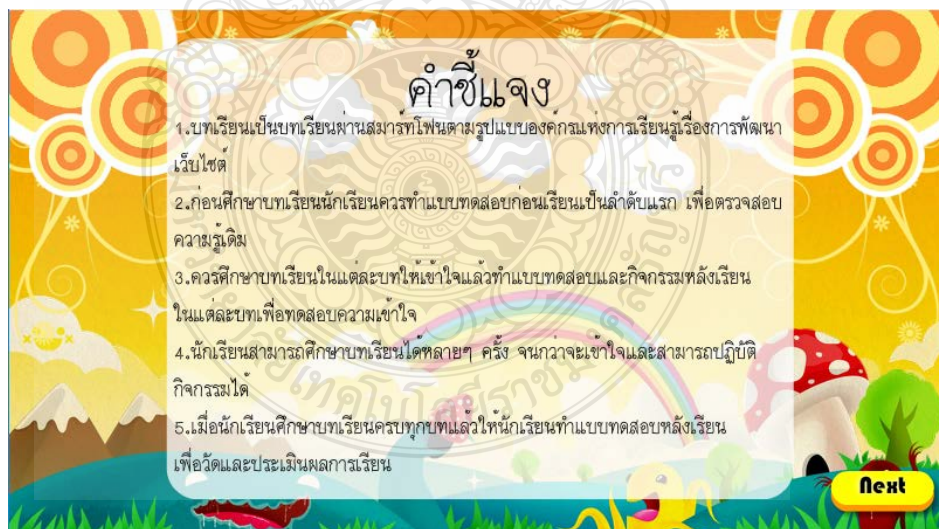 คำชี้แจง
1.บทเรียนเป็นบทเรียนผ่านสมาร์ทโฟนตามรูปแบบองค์กรแห่งการเรียนรู้เรื่องการพัฒนา
เว็บไซต์
2.ก่อนศึกษาบทเรียนนักเรียนควรทำแบบทดสอบก่อนเรียนเป็นลำดับแรก เพื่อตรวจสอบ
ความรู้เดิม
3.ควรศึกษาบทเรียนในแต่ละบทให้เข้าใจแล้วทำแบบทดสอบและกิจกรรมหลังเรียน
ในแต่ละบทเพื่อทดสอบความเข้าใจ
4.นักเรียนสามารถศึกษาบทเรียนได้หลายๆ ครั้ง จนกว่าจะเข้าใจและสามารถปฏิบัติ
กิจกรรมได้
5.เมื่อนักเรียนศึกษาบทเรียนครบทุกบทแล้วให้นักเรียนทำแบบทดสอบหลังเรียน
เพื่อวัดและประเมินผลการเรียน
Next